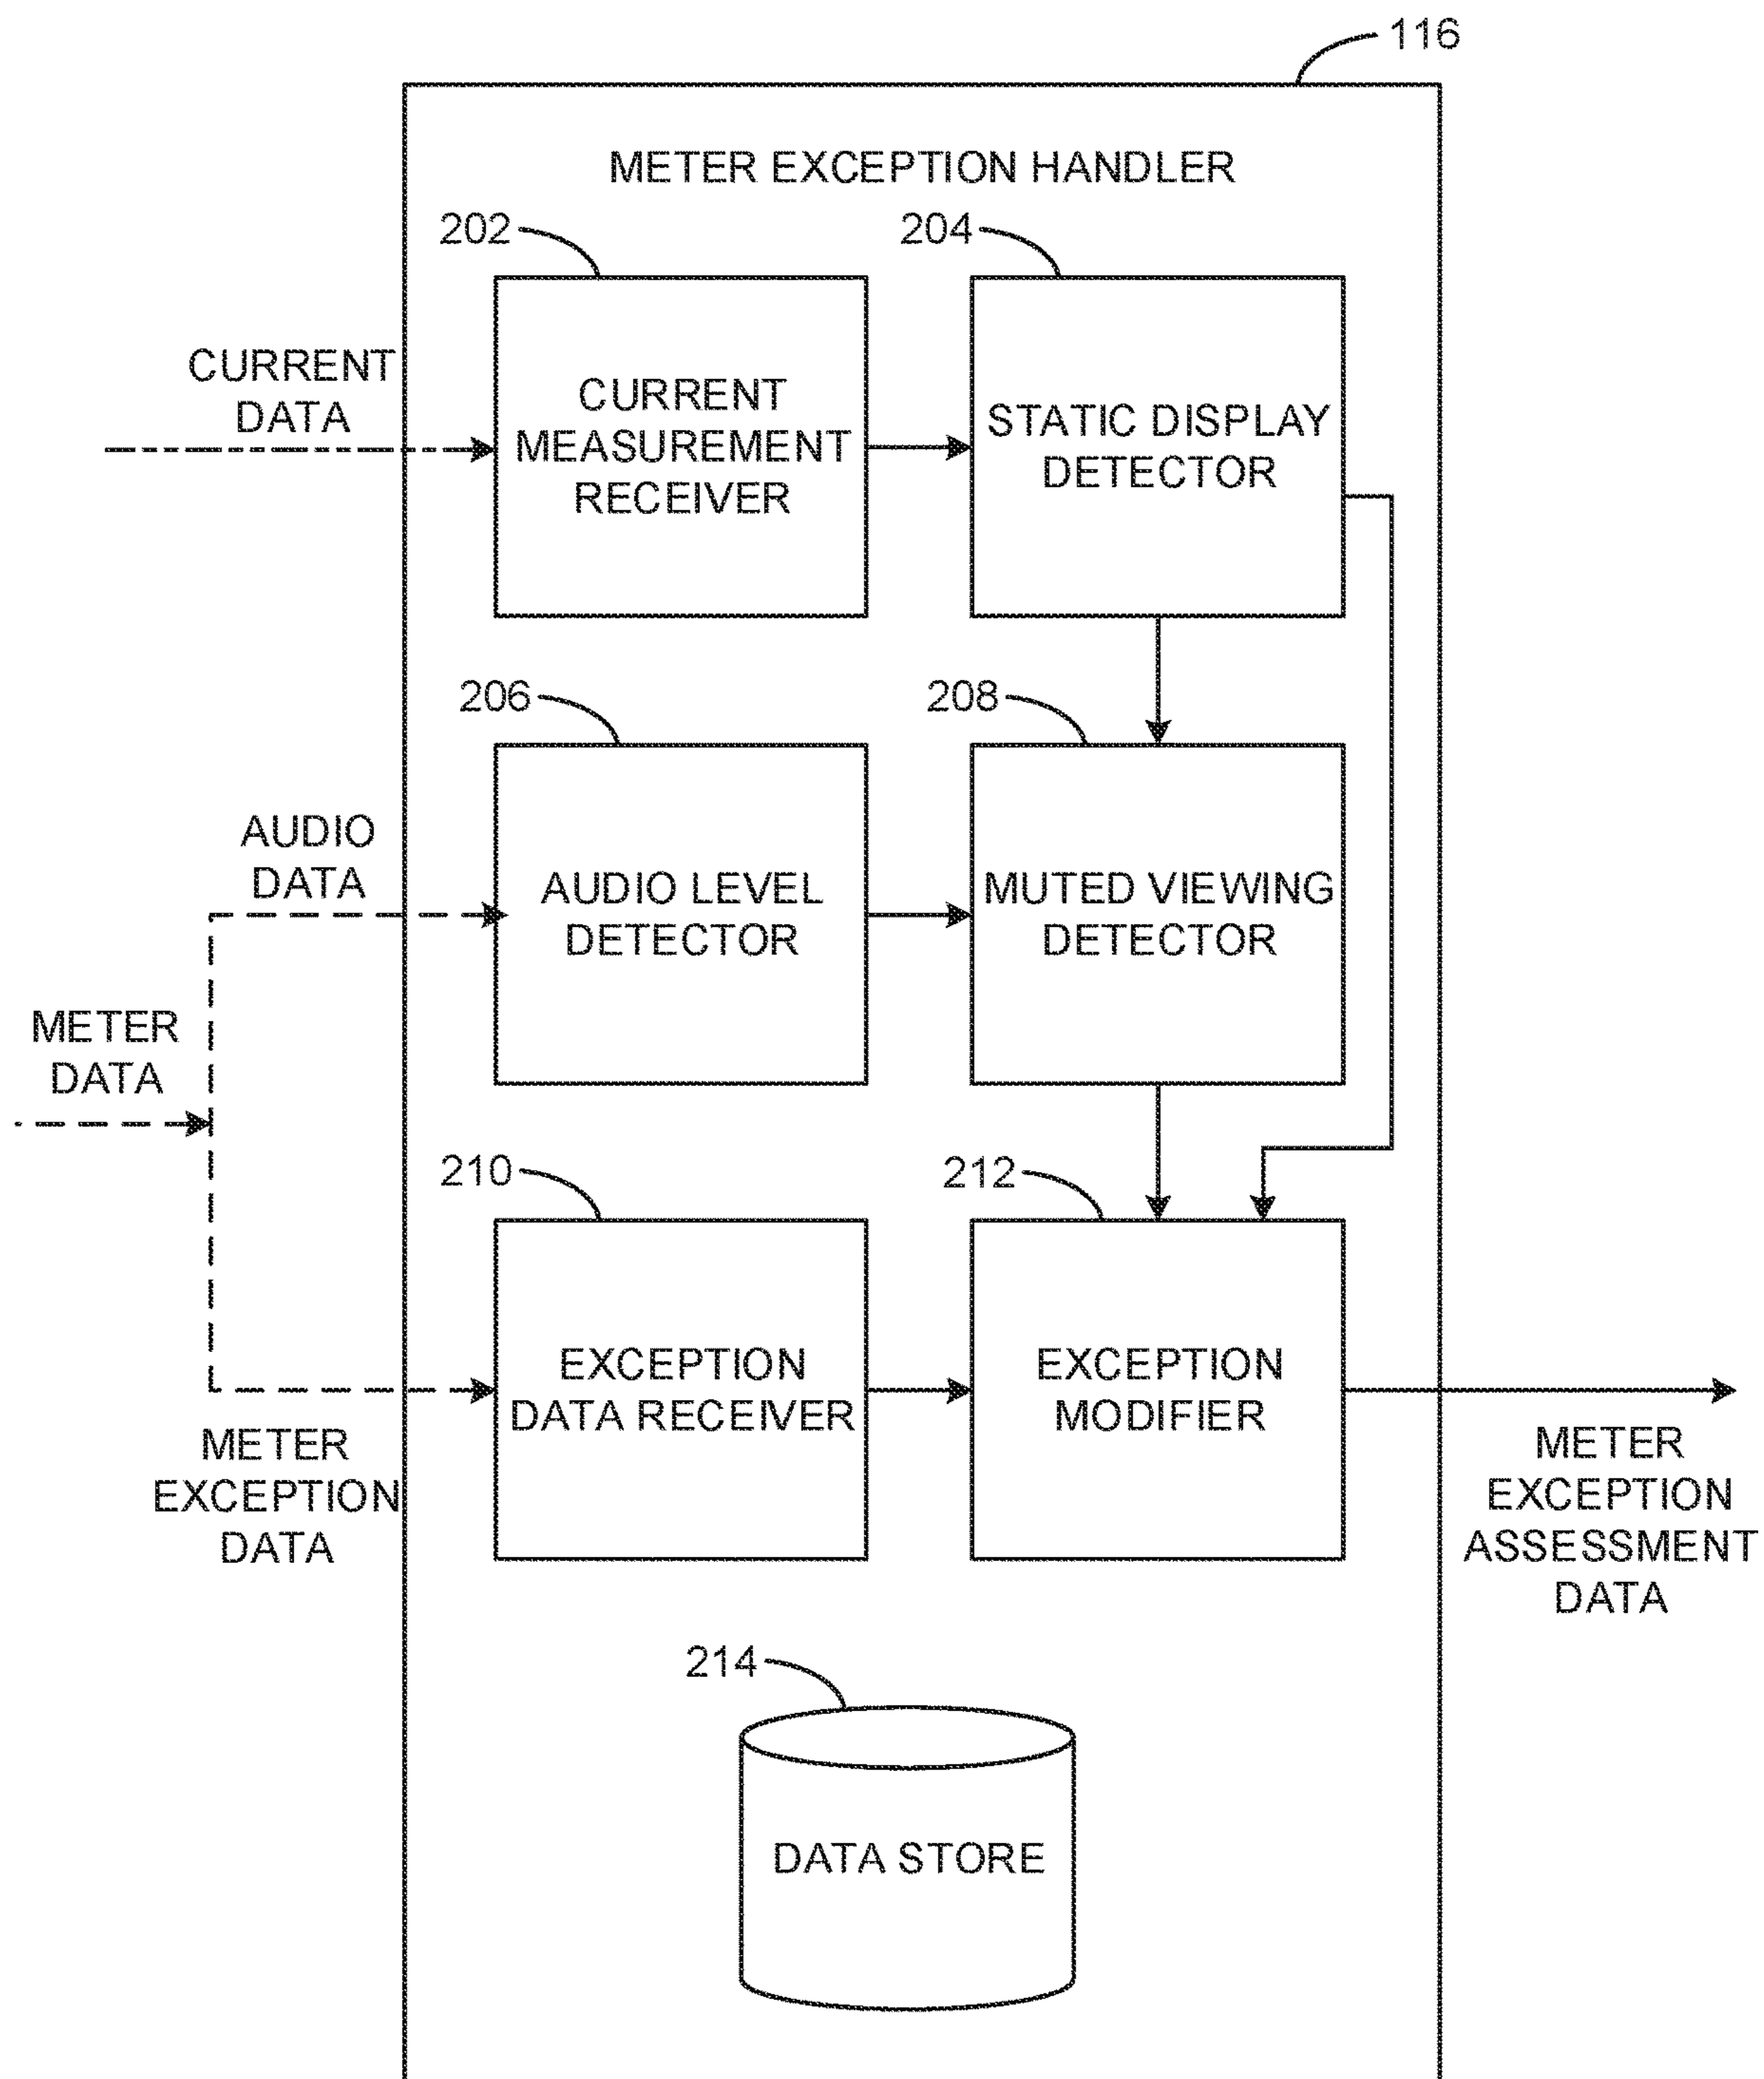 116
METER EXCEPTION HANDLER
202
204
CURRENT
DATA
CURRENT
MEASUREMENT
RECEIVER
STATIC DISPLAY
DETECTOR
206
208
AUDIO
DATA
AUDIO LEVEL
DETECTOR
MUTED VIEWING
DETECTOR
METER
DATA
210
212
EXCEPTION
DATA RECEIVER
EXCEPTION
MODIFIER
METER
EXCEPTION
DATA
METER
EXCEPTION
ASSESSMENT
DATA
214
DATA STORE